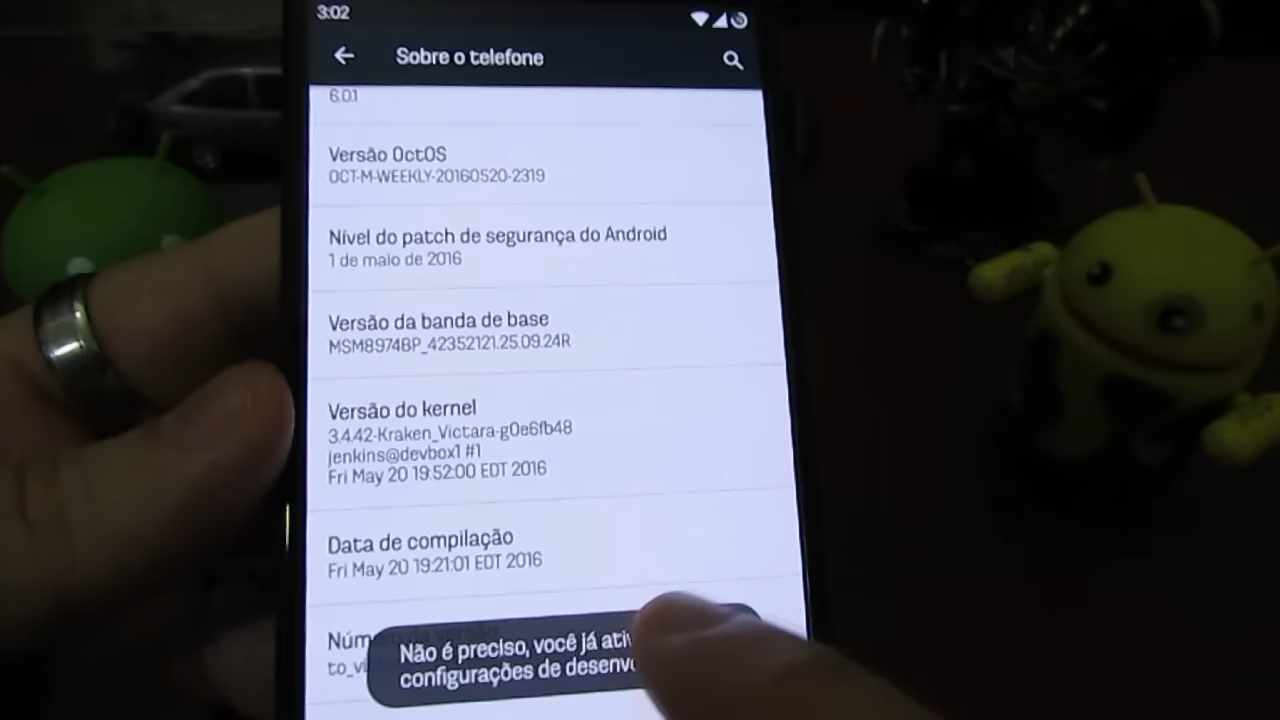 3:02
Sobre o telefone
6.0.1
Versão OctOS
OCT-M-WEEKLY-20160520-2319
Nível do patch de segurança do Android
1 de maio de 2016
Versão da banda de base
MSM8974BP_42352121.25.09.24R
Versão do kernel
3.4.42-Kraken_Victara-g0e6fb48
jenkins@devbox1 #1
Fri May 20 19:52:00 EDT 2016
Data de compilação
Fri May 20 19:21:01 EDT 2016
to_vi
Não é preciso, você já ativ
configurações de desenv